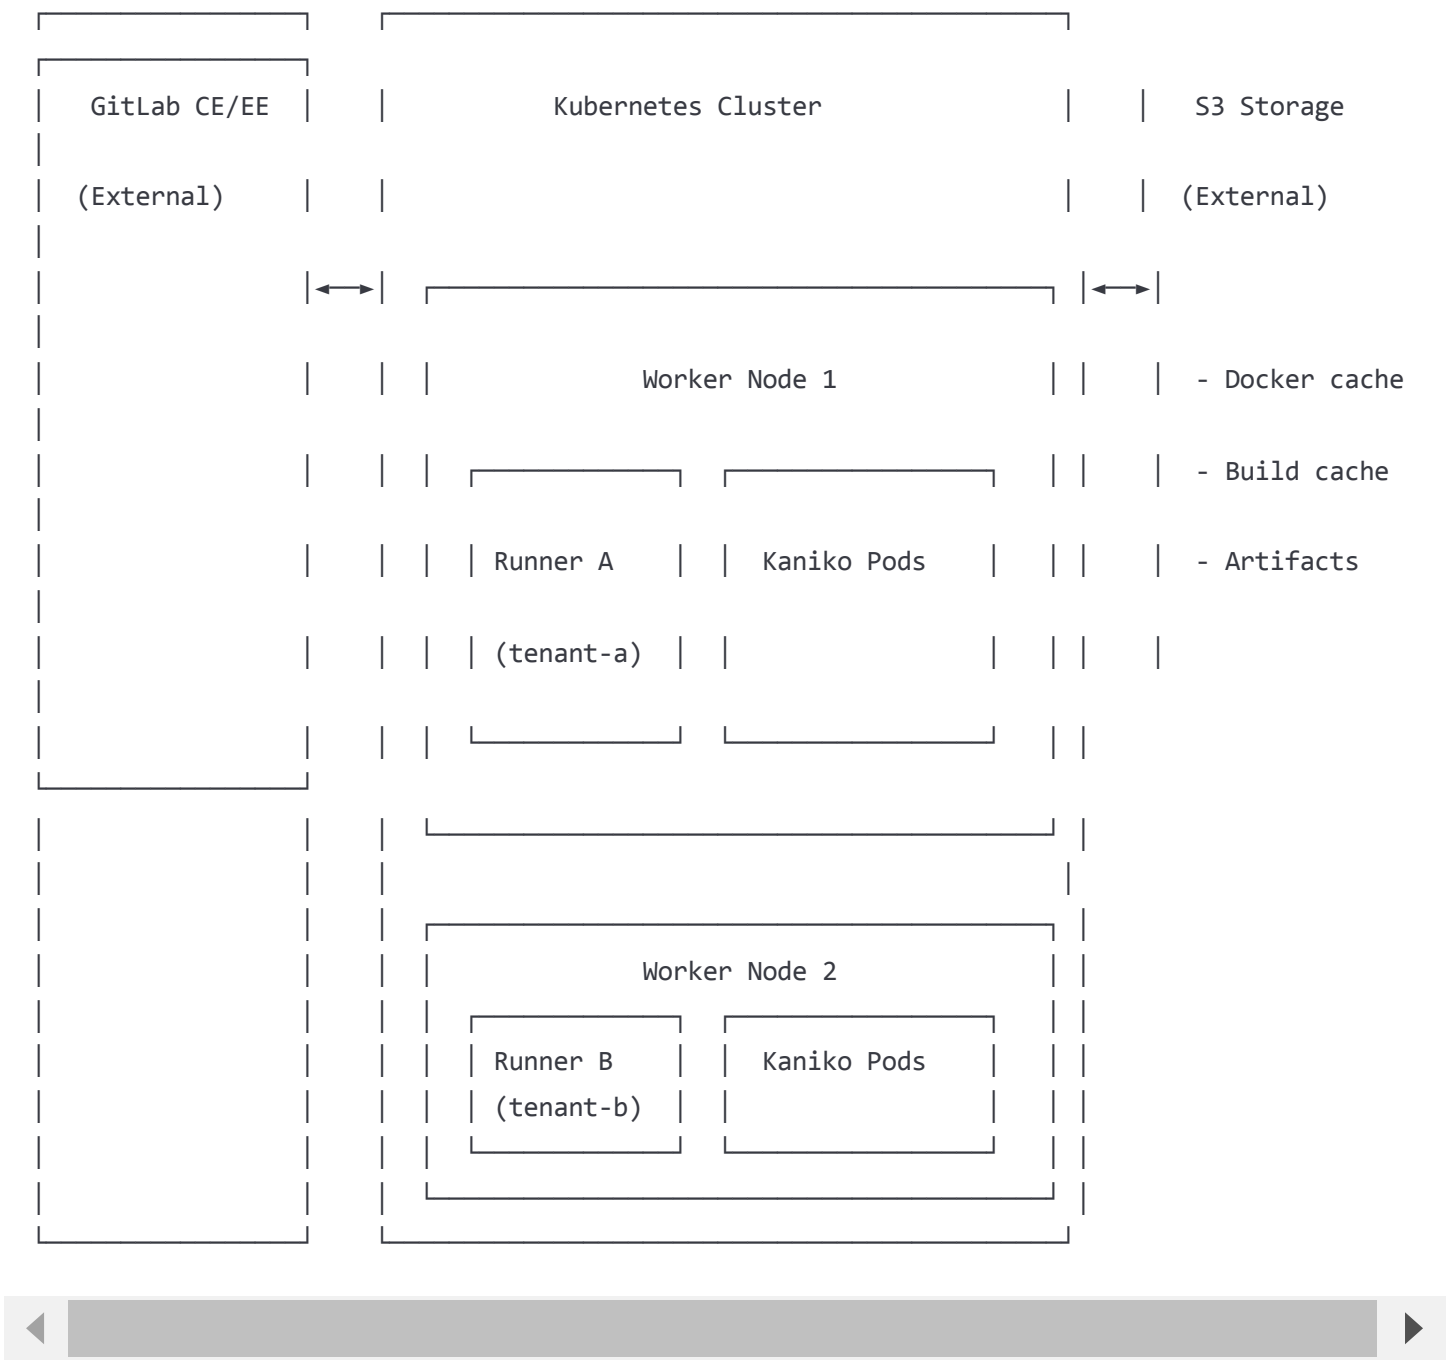 GitLab CE/EE Kubernetes Cluster S3 Storage
(External) (External)
Worker Node 1 - Docker cache
- Build cache
Runner A Kaniko Pods - Artifacts
(tenant-a)
Worker Node 2
Runner B Kaniko Pods
(tenant-b)